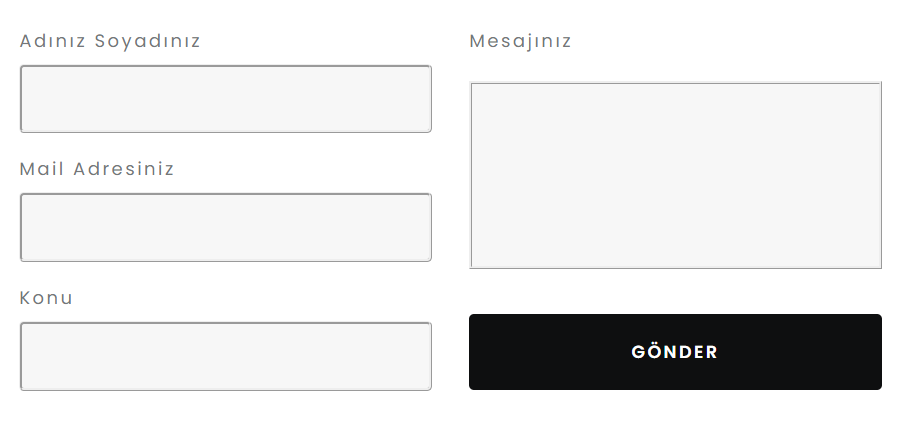 Adınız Soyadınız
Mail Adresiniz
Konu
Mesajınız
GÖNDER